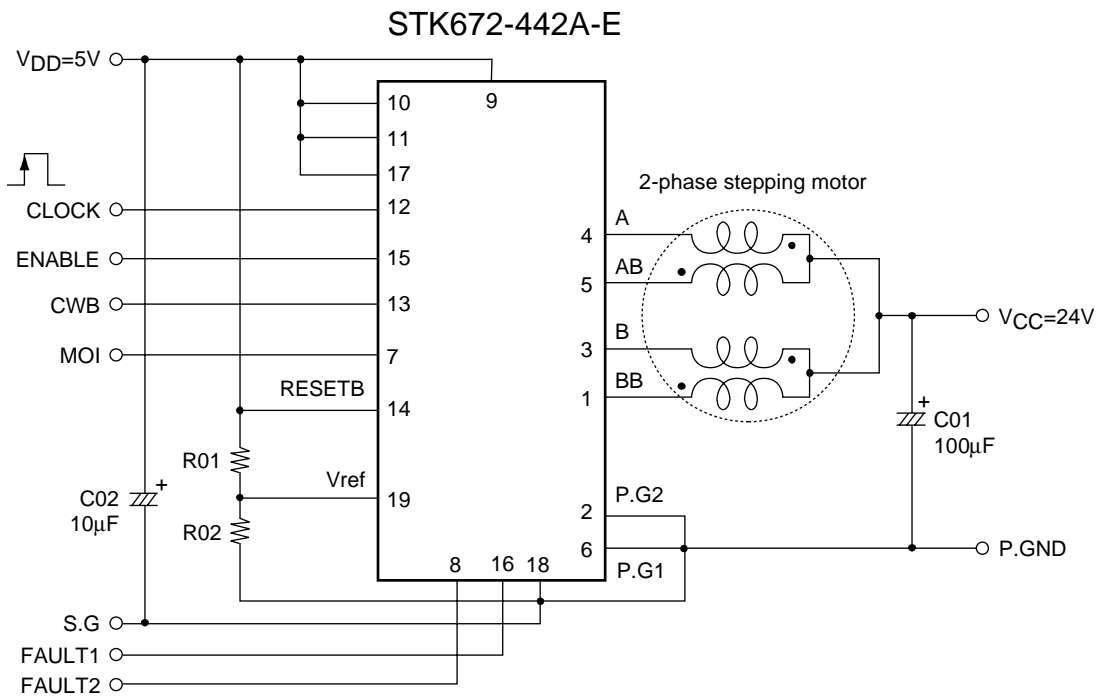 STK672-442A-E
VDD=5V
9
10
11
17
2-phase stepping motor
CLOCK
12
A
4
ENABLE
15
AB
5
CWB
13
VCC=24V
B
3
MOI
7
BB
1
RESETB
14
+
C01
100μF
R01
Vref
19
P.G2
2
+
C02
10μF
R02
6
P.GND
P.G1
8
16
18
S.G
FAULT1
FAULT2